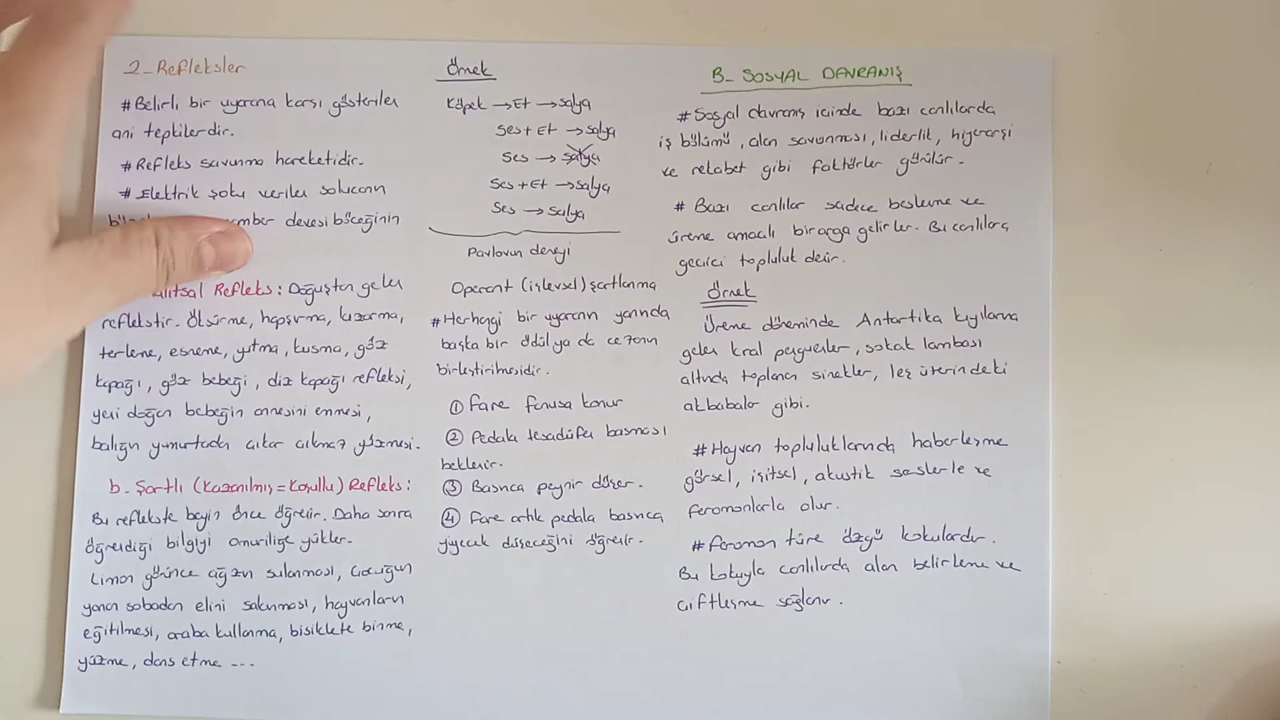 2_Refleksler
#Belirli bir uyarana karşı gösterilen
ani tepkilerdir.
#Refleks savunma hareketidir.
#Elektrik şoku verilen solucanın
devesi böceğinin
Refleks: Doğuştan gelen
reflekstir. Öksürme, hapşırma, kızarma,
terleme, esneme, yutma, kusma, göz
kapağı, göz bebeği, diz kapağı refleksi,
yeni doğan bebeğin annesini emmesi,
balığın yumurtadan çıkar çıkmaz yüzmesi.
b- Şartlı (Kazanılmış=Koşullu) Refleks:
Bu reflekste beyin önce öğrenir. Daha sonra
öğrendiği bilgiyi omuriliğe yükler.
Limon görünce ağzın sulanması, çocuğun
yanan sobadan elini sakınması, hayvanların
eğitilmesi, araba kullanma, bisiklete binme,
yüzme, dans etme ---
Örnek
Köpek → Et → Salya
Ses + Et → Salya
Ses → Salya
Ses + Et → Salya
Ses → Salya
Pavlovun deneyi
Operant (işlevsel) Şartlanma
#Herhangi bir uyaranın yanında
başka bir ödül ya da cezanın
birleştirilmesidir.
① Fare fanusa konur
② Pedala tesadüfen basması
beklenir.
③ Basınca peynir düşer.
④ Fare artık pedala basınca
yiyecek düşeceğini öğrenir.
B- SOSYAL DAVRANIŞ
#Sosyal davranış içinde bazı canlılarda
iş bölümü, alan savunması, liderlik, hiyerarşi
ve rekabet gibi faktörler görülür.
# Bazı canlılar sadece beslenme ve
üreme amaçlı bir araya gelirler. Bu canlılara
geçici topluluk denir.
Örnek
Üreme döneminde Antartika kıyılarına
gelen kral penguenler, sokak lambası
altında toplanan sinekler, leş üzerindeki
akbabalar gibi.
#Hayvan topluluklarında haberleşme
görsel, işitsel, akustik seslerle ve
feromonlarla olur.
#Feromon türe özgü kokulardır.
Bu kokuyla canlılarda alan belirleme ve
çiftleşme sağlanır.